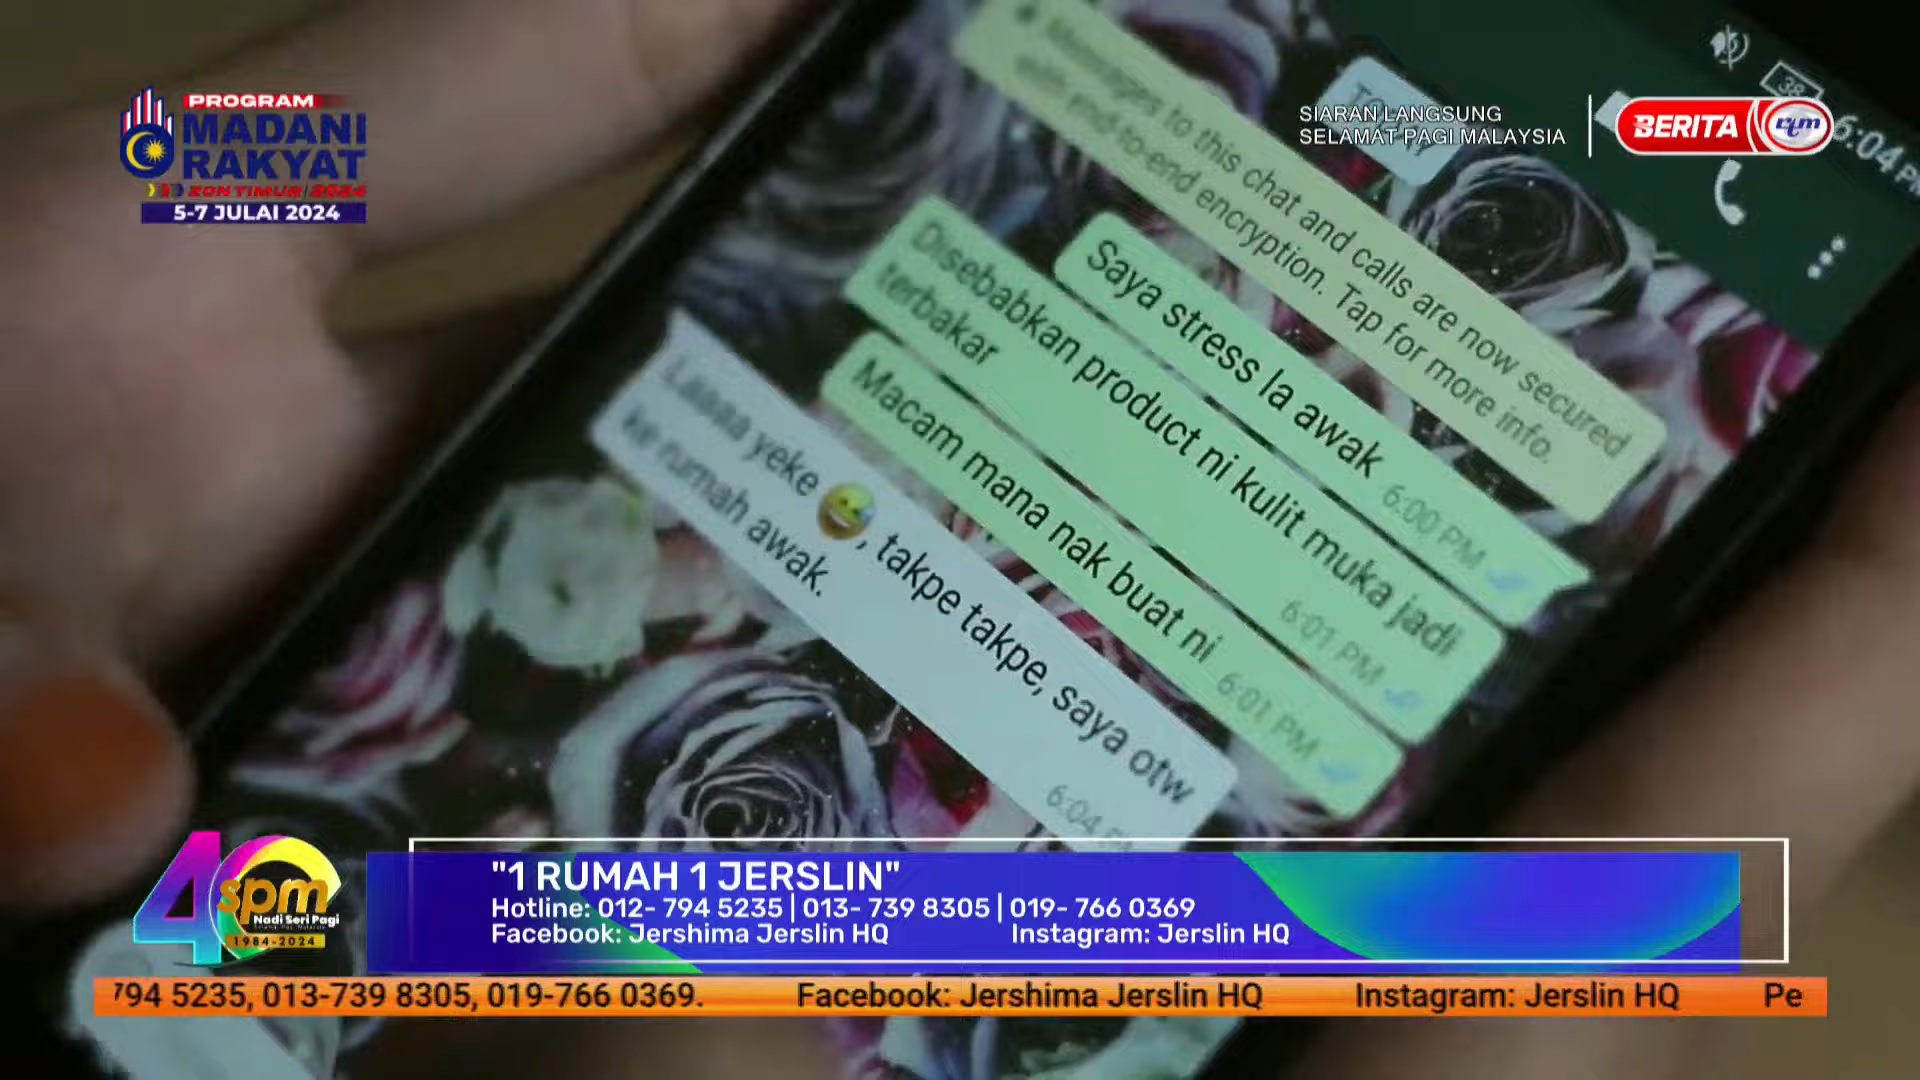 PROGRAM
MADANI
RAKYAT
ZON TIMUR 2024
5-7 JULAI 2024
SIARAN LANGSUNG
SELAMAT PAGI MALAYSIA
BERITA rtm
38
6:04 PM
TODAY
Messages to this chat and calls are now secured
with end-to-end encryption. Tap for more info.
Saya stress la awak 6:00 PM
Disebabkan product ni kulit muka jadi
terbakar 6:01 PM
Macam mana nak buat ni 6:01 PM
Laaaa yeke 😅, takpe takpe, saya otw
ke rumah awak. 6:04 PM
40
spm
Nadi Seri Pagi
1984-2024
"1 RUMAH 1 JERSLIN"
Hotline: 012- 794 5235 | 013- 739 8305 | 019- 766 0369
Facebook: Jershima Jerslin HQ Instagram: Jerslin HQ
794 5235, 013-739 8305, 019-766 0369. Facebook: Jershima Jerslin HQ Instagram: Jerslin HQ Pe